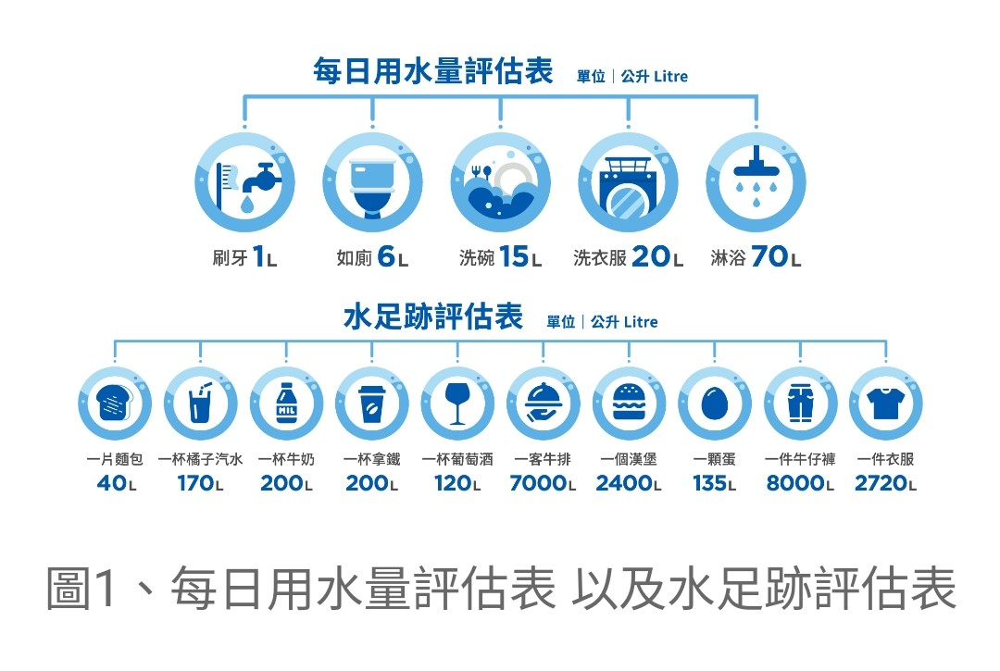 每日用水量評估表 單位｜公升 Litre
刷牙 1L 如廁 6L 洗碗 15L 洗衣服 20L 淋浴 70L
水足跡評估表 單位｜公升 Litre
MIL
一片麵包 一杯橘子汽水 一杯牛奶 一杯拿鐵 一杯葡萄酒 一客牛排 一個漢堡 一顆蛋 一件牛仔褲 一件衣服
40L 170L 200L 200L 120L 7000L 2400L 135L 8000L 2720L
圖1、每日用水量評估表 以及水足跡評估表